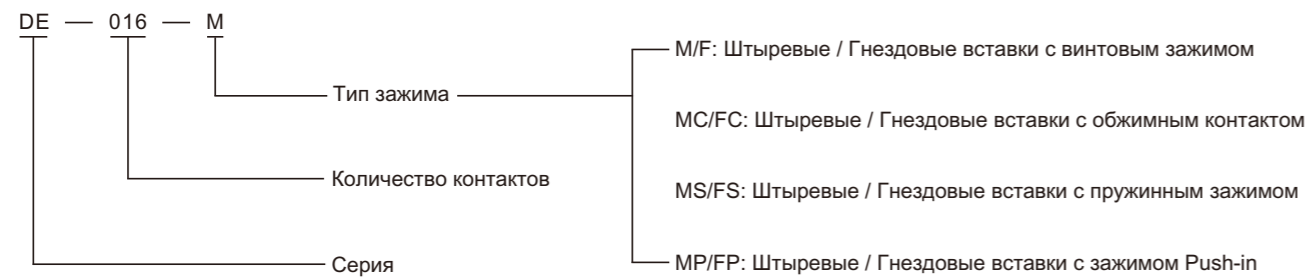 DE — 016 — M
M/F: Штыревые / Гнездовые вставки с винтовым зажимом
Тип зажима
MC/FC: Штыревые / Гнездовые вставки с обжимным контактом
Количество контактов
MS/FS: Штыревые / Гнездовые вставки с пружинным зажимом
Серия
MP/FP: Штыревые / Гнездовые вставки с зажимом Push-in